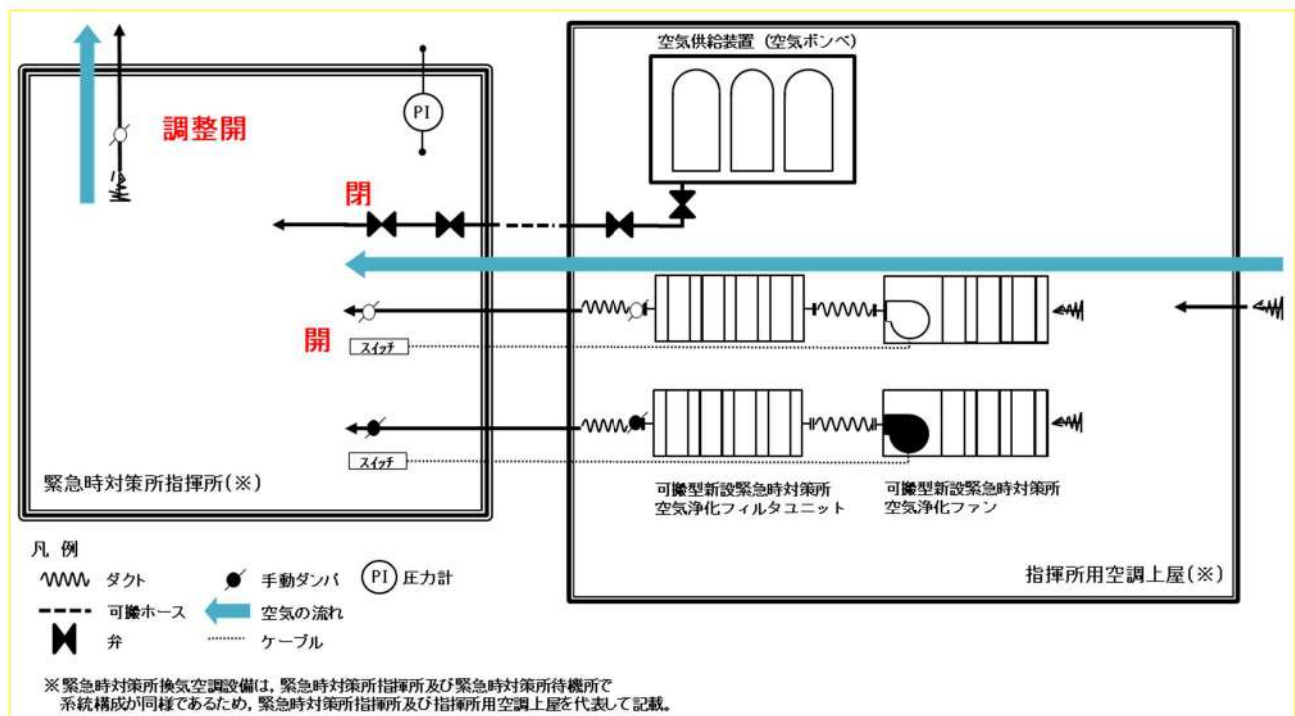 空気供給装置（空気ボンベ）
調整開
PI
閉
開
スイッチ
スイッチ
緊急時対策所指揮所(※)
可搬型新設緊急時対策所
空気浄化フィルタユニット
可搬型新設緊急時対策所
空気浄化ファン
指揮所用空調上屋(※)
凡 例
ダクト
手動ダンパ
PI 圧力計
可搬ホース
空気の流れ
弁
ケーブル
※緊急時対策所換気空調設備は，緊急時対策所指揮所及び緊急時対策所待機所で
系統構成が同様であるため，緊急時対策所指揮所及び指揮所用空調上屋を代表して記載。